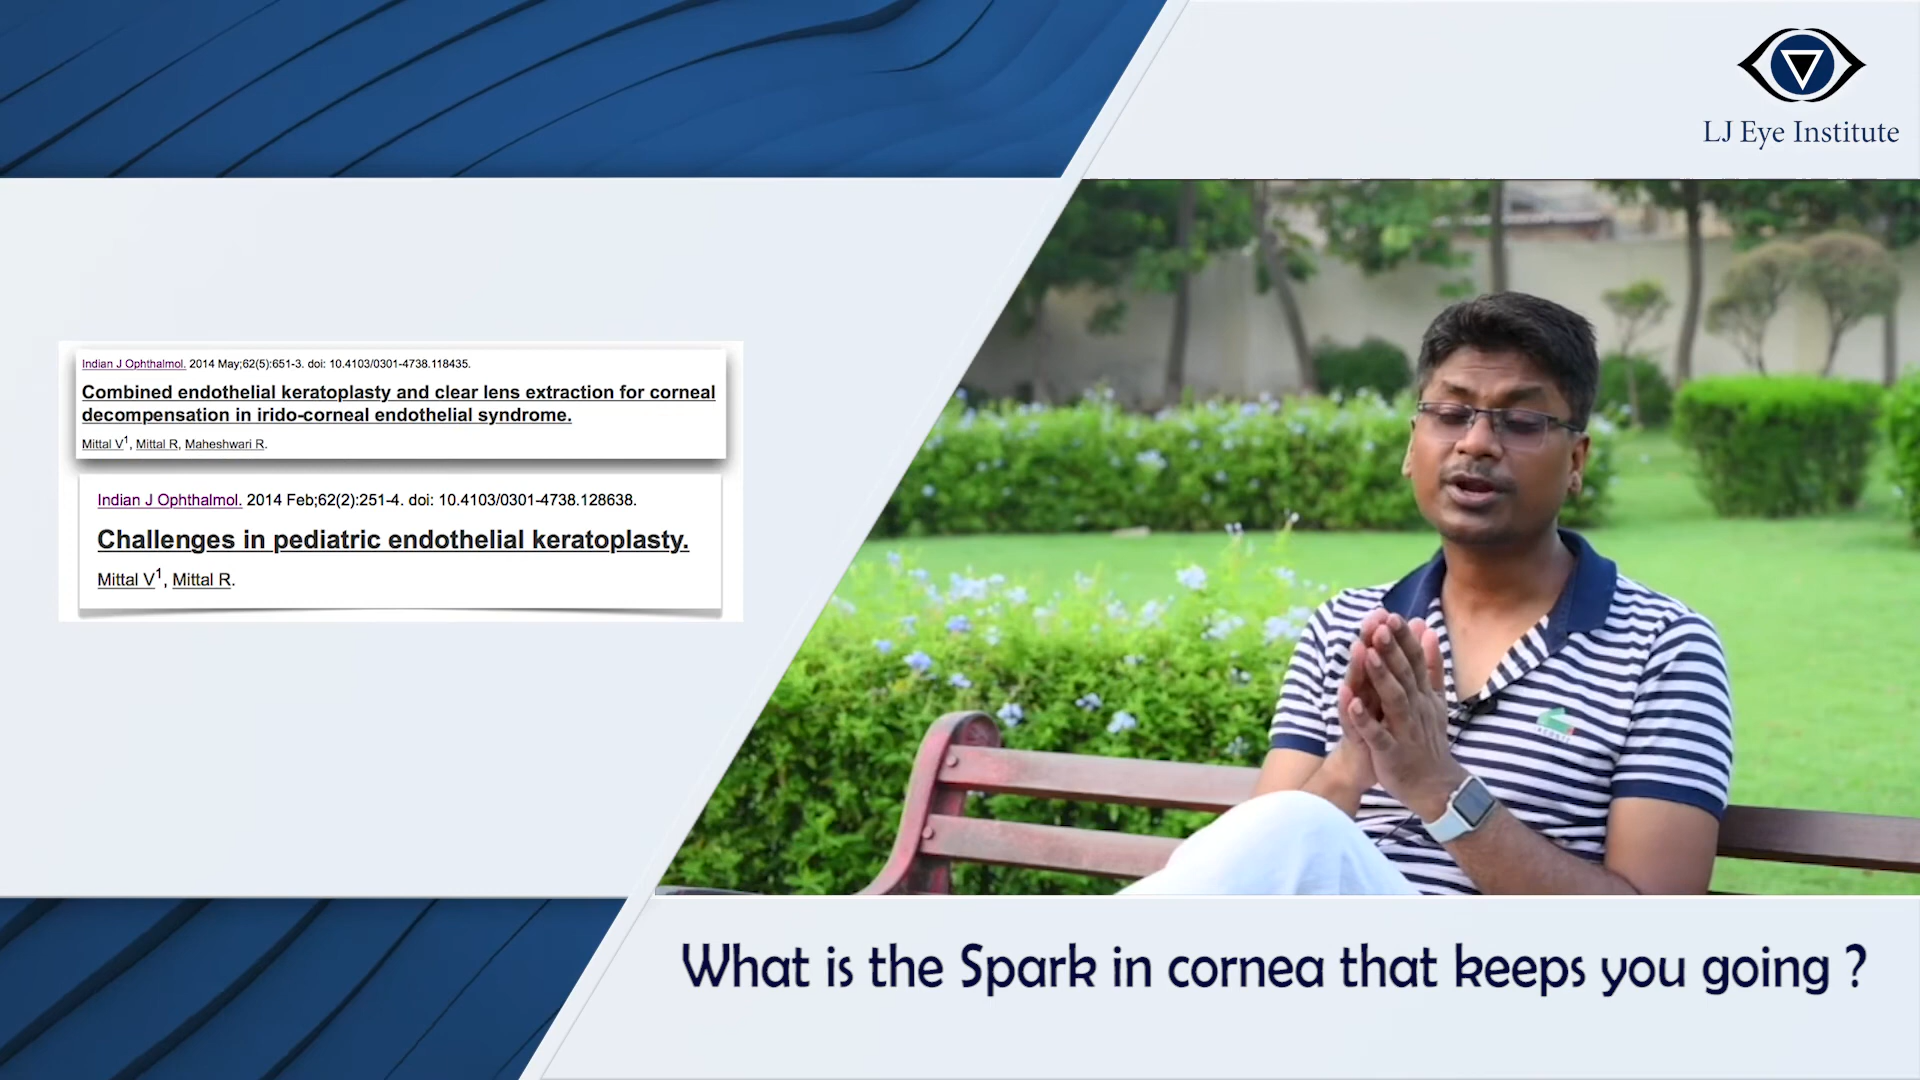 LJ Eye Institute
Indian J Ophthalmol. 2014 May;62(5):651-3. doi: 10.4103/0301-4738.118435.
Combined endothelial keratoplasty and clear lens extraction for corneal
decompensation in irido-corneal endothelial syndrome.
Mittal V1, Mittal R, Maheshwari R.
Indian J Ophthalmol. 2014 Feb;62(2):251-4. doi: 10.4103/0301-4738.128638.
Challenges in pediatric endothelial keratoplasty.
Mittal V1, Mittal R.
What is the Spark in cornea that keeps you going ?